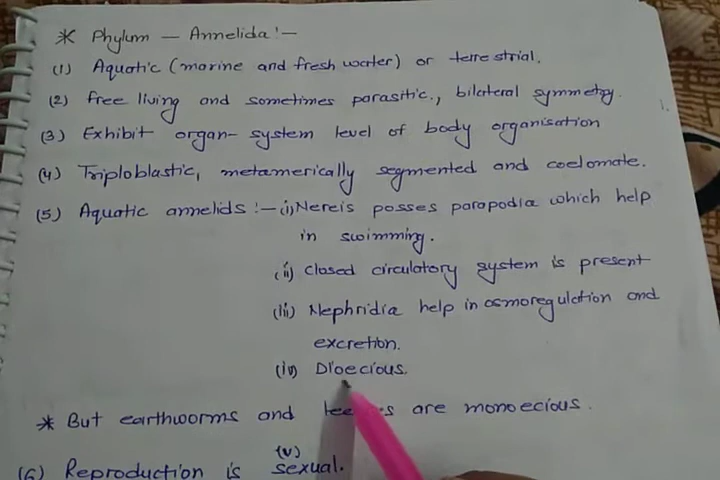 * Phylum — Annelida :-
(1) Aquatic (marine and fresh water) or terrestrial.
(2) free living and sometimes parasitic., bilateral symmetry.
(3) Exhibit organ-system level of body organisation
(4) Triploblastic, metamerically segmented and coelomate.
(5) Aquatic annelids :- (i) Nereis posses parapodia which help
in swimming.
(ii) closed circulatory system is present
(iii) Nephridia help in osmoregulation and
excretion.
(iv) Dioecious.
* But earthworms and are monoecious.
(v)
(6) Reproduction is sexual.